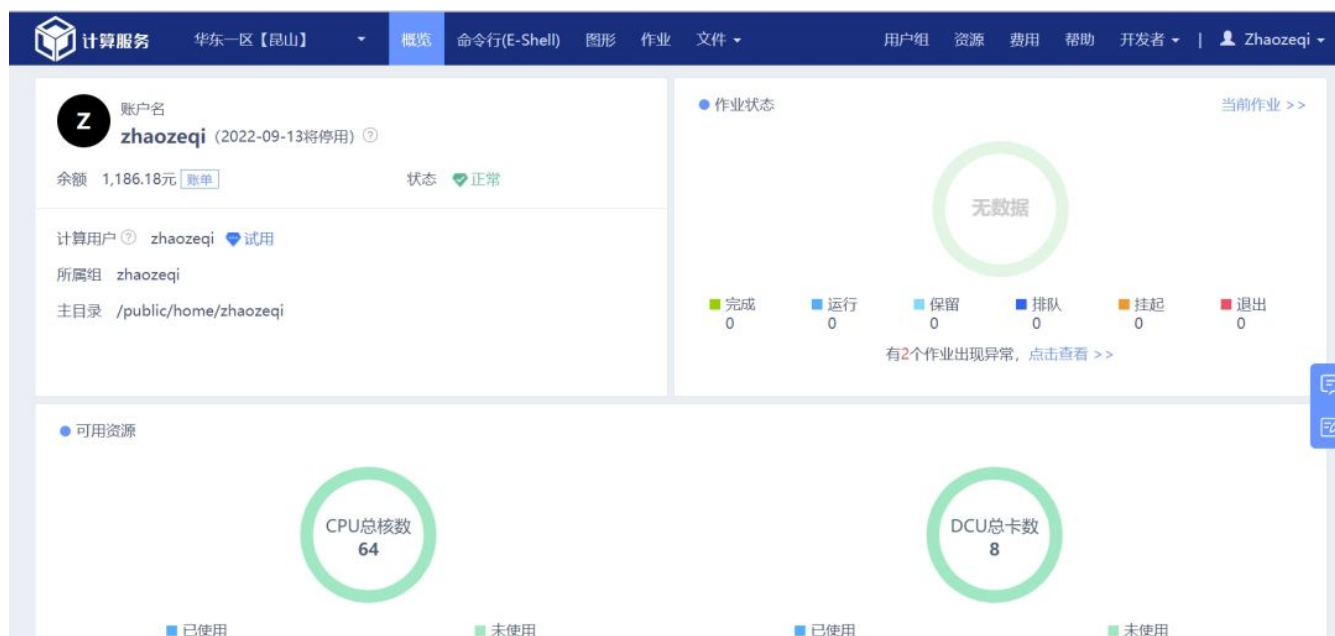 计算服务 华东一区【昆山】 概览 命令行(E-Shell) 图形 作业 文件 用户组 资源 费用 帮助 开发者 | Zhaozeqi
Z
账户名
zhaozeqi (2022-09-13将停用) ?
余额 1,186.18元 账单 状态 正常
计算用户 ? zhaozeqi 试用
所属组 zhaozeqi
主目录 /public/home/zhaozeqi
作业状态 当前作业 >>
无数据
完成 运行 保留 排队 挂起 退出
0 0 0 0 0 0
有2个作业出现异常, 点击查看 >>
可用资源
CPU总核数
64
DCU总卡数
8
已使用 未使用 已使用 未使用